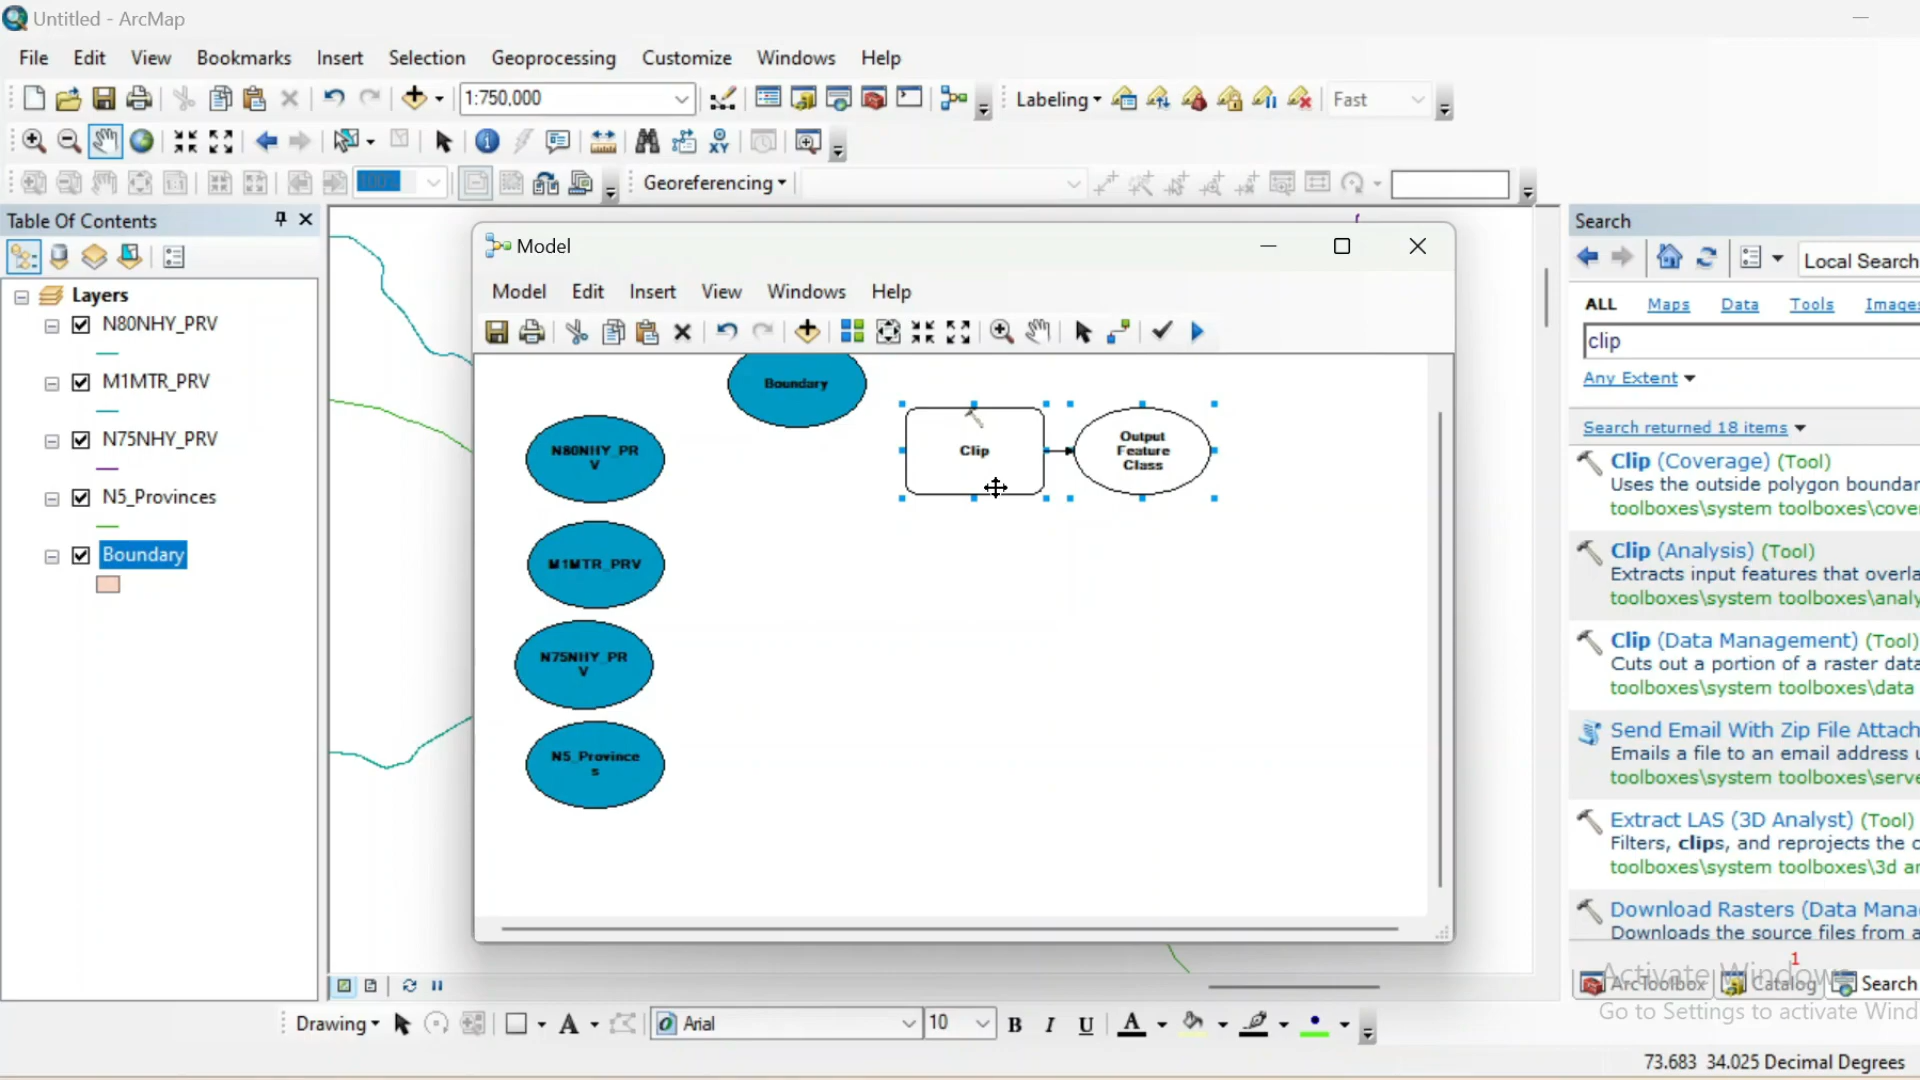 Untitled - ArcMap
File Edit View Bookmarks Insert Selection Geoprocessing Customize Windows Help
1:750,000 Labeling Fast
Georeferencing
Table Of Contents
Layers
N80NHY_PRV
M1MTR_PRV
N75NHY_PRV
N5_Provinces
Boundary
Model
Model Edit Insert View Windows Help
Boundary
N80NHY_PR
V
M1MTR_PRV
N75NHY_PR
V
N5_Province
s
Clip
Output
Feature
Class
Search
Local Search
ALL Maps Data Tools Images
clip
Any Extent
Search returned 18 items
Clip (Coverage) (Tool)
Uses the outside polygon boundar
toolboxes\system toolboxes\cove
Clip (Analysis) (Tool)
Extracts input features that overla
toolboxes\system toolboxes\analy
Clip (Data Management) (Tool)
Cuts out a portion of a raster data
toolboxes\system toolboxes\data
Send Email With Zip File Attach
Emails a file to an email address u
toolboxes\system toolboxes\serve
Extract LAS (3D Analyst) (Tool)
Filters, clips, and reprojects the c
toolboxes\system toolboxes\3d an
Download Rasters (Data Mana
Downloads the source files from a
1
Activate Windows
ArcToolbox Catalog Search
Go to Settings to activate Wind
Drawing A Arial 10 B I U A
73.683 34.025 Decimal Degrees